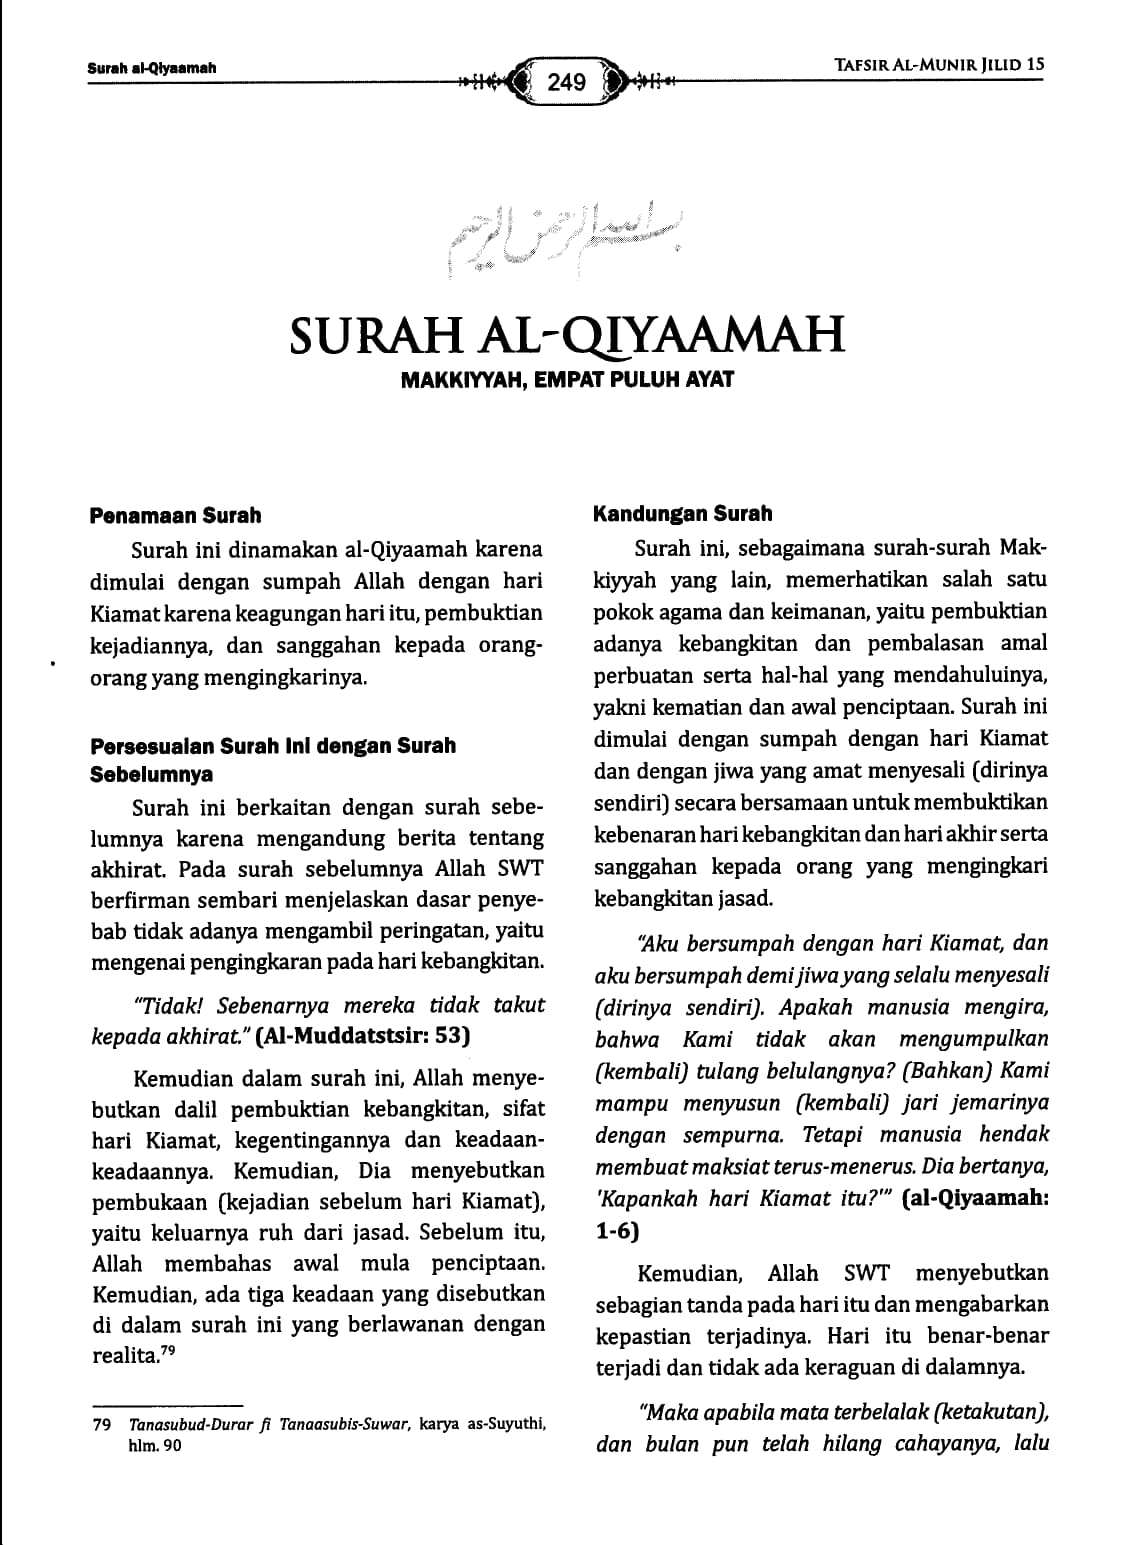 Surah al-Qiyaamah
249
TAFSIR AL-MUNIR JILID 15
بسم الله الرحمن الرحيم
SURAH AL-QIYAAMAH
MAKKIYYAH, EMPAT PULUH AYAT
Penamaan Surah
Surah ini dinamakan al-Qiyaamah karena
dimulai dengan sumpah Allah dengan hari
Kiamat karena keagungan hari itu, pembuktian
kejadiannya, dan sanggahan kepada orang-
orang yang mengingkarinya.
Persesuaian Surah Ini dengan Surah
Sebelumnya
Surah ini berkaitan dengan surah sebe-
lumnya karena mengandung berita tentang
akhirat. Pada surah sebelumnya Allah SWT
berfirman sembari menjelaskan dasar penye-
bab tidak adanya mengambil peringatan, yaitu
mengenai pengingkaran pada hari kebangkitan.
“Tidak! Sebenarnya mereka tidak takut
kepada akhirat.” (Al-Muddatstsir: 53)
Kemudian dalam surah ini, Allah menye-
butkan dalil pembuktian kebangkitan, sifat
hari Kiamat, kegentingannya dan keadaan-
keadaannya. Kemudian, Dia menyebutkan
pembukaan (kejadian sebelum hari Kiamat),
yaitu keluarnya ruh dari jasad. Sebelum itu,
Allah membahas awal mula penciptaan.
Kemudian, ada tiga keadaan yang disebutkan
di dalam surah ini yang berlawanan dengan
realita.79
79 Tanasubud-Durar fi Tanaasubis-Suwar, karya as-Suyuthi,
hlm. 90
Kandungan Surah
Surah ini, sebagaimana surah-surah Mak-
kiyyah yang lain, memerhatikan salah satu
pokok agama dan keimanan, yaitu pembuktian
adanya kebangkitan dan pembalasan amal
perbuatan serta hal-hal yang mendahuluinya,
yakni kematian dan awal penciptaan. Surah ini
dimulai dengan sumpah dengan hari Kiamat
dan dengan jiwa yang amat menyesali (dirinya
sendiri) secara bersamaan untuk membuktikan
kebenaran hari kebangkitan dan hari akhir serta
sanggahan kepada orang yang mengingkari
kebangkitan jasad.
“Aku bersumpah dengan hari Kiamat, dan
aku bersumpah demi jiwa yang selalu menyesali
(dirinya sendiri). Apakah manusia mengira,
bahwa Kami tidak akan mengumpulkan
(kembali) tulang belulangnya? (Bahkan) Kami
mampu menyusun (kembali) jari jemarinya
dengan sempurna. Tetapi manusia hendak
membuat maksiat terus-menerus. Dia bertanya,
'Kapankah hari Kiamat itu?'” (al-Qiyaamah:
1-6)
Kemudian, Allah SWT menyebutkan
sebagian tanda pada hari itu dan mengabarkan
kepastian terjadinya. Hari itu benar-benar
terjadi dan tidak ada keraguan di dalamnya.
“Maka apabila mata terbelalak (ketakutan),
dan bulan pun telah hilang cahayanya, lalu